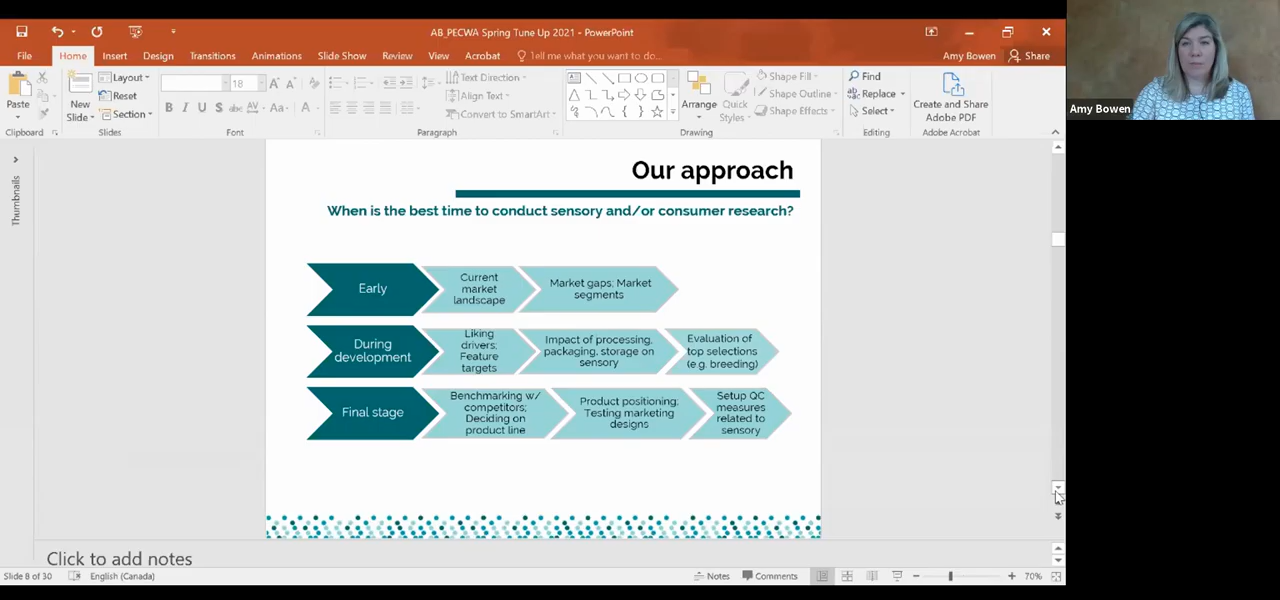 AB_PECWA Spring Tune Up 2021 - PowerPoint
File Home Insert Design Transitions Animations Slide Show Review View Acrobat Tell me what you want to do... Amy Bowen Share
Paste
Clipboard
New
Slide
Layout
Reset
Section
Slides
18
B I U S abc AV Aa A
Font
Text Direction
Align Text
Convert to SmartArt
Paragraph
Arrange
Quick
Styles
Shape Fill
Shape Outline
Shape Effects
Drawing
Find
Replace
Select
Editing
Create and Share
Adobe PDF
Adobe Acrobat
Amy Bowen
Thumbnails
Our approach
When is the best time to conduct sensory and/or consumer research?
Early
Current
market
landscape
Market gaps; Market
segments
During
development
Liking
drivers;
Feature
targets
Impact of processing,
packaging, storage on
sensory
Evaluation of
top selections
(e.g. breeding)
Final stage
Benchmarking w/
competitors;
Deciding on
product line
Product positioning;
Testing marketing
designs
Setup QC
measures
related to
sensory
Click to add notes
Slide 8 of 30 English (Canada) Notes Comments 70%